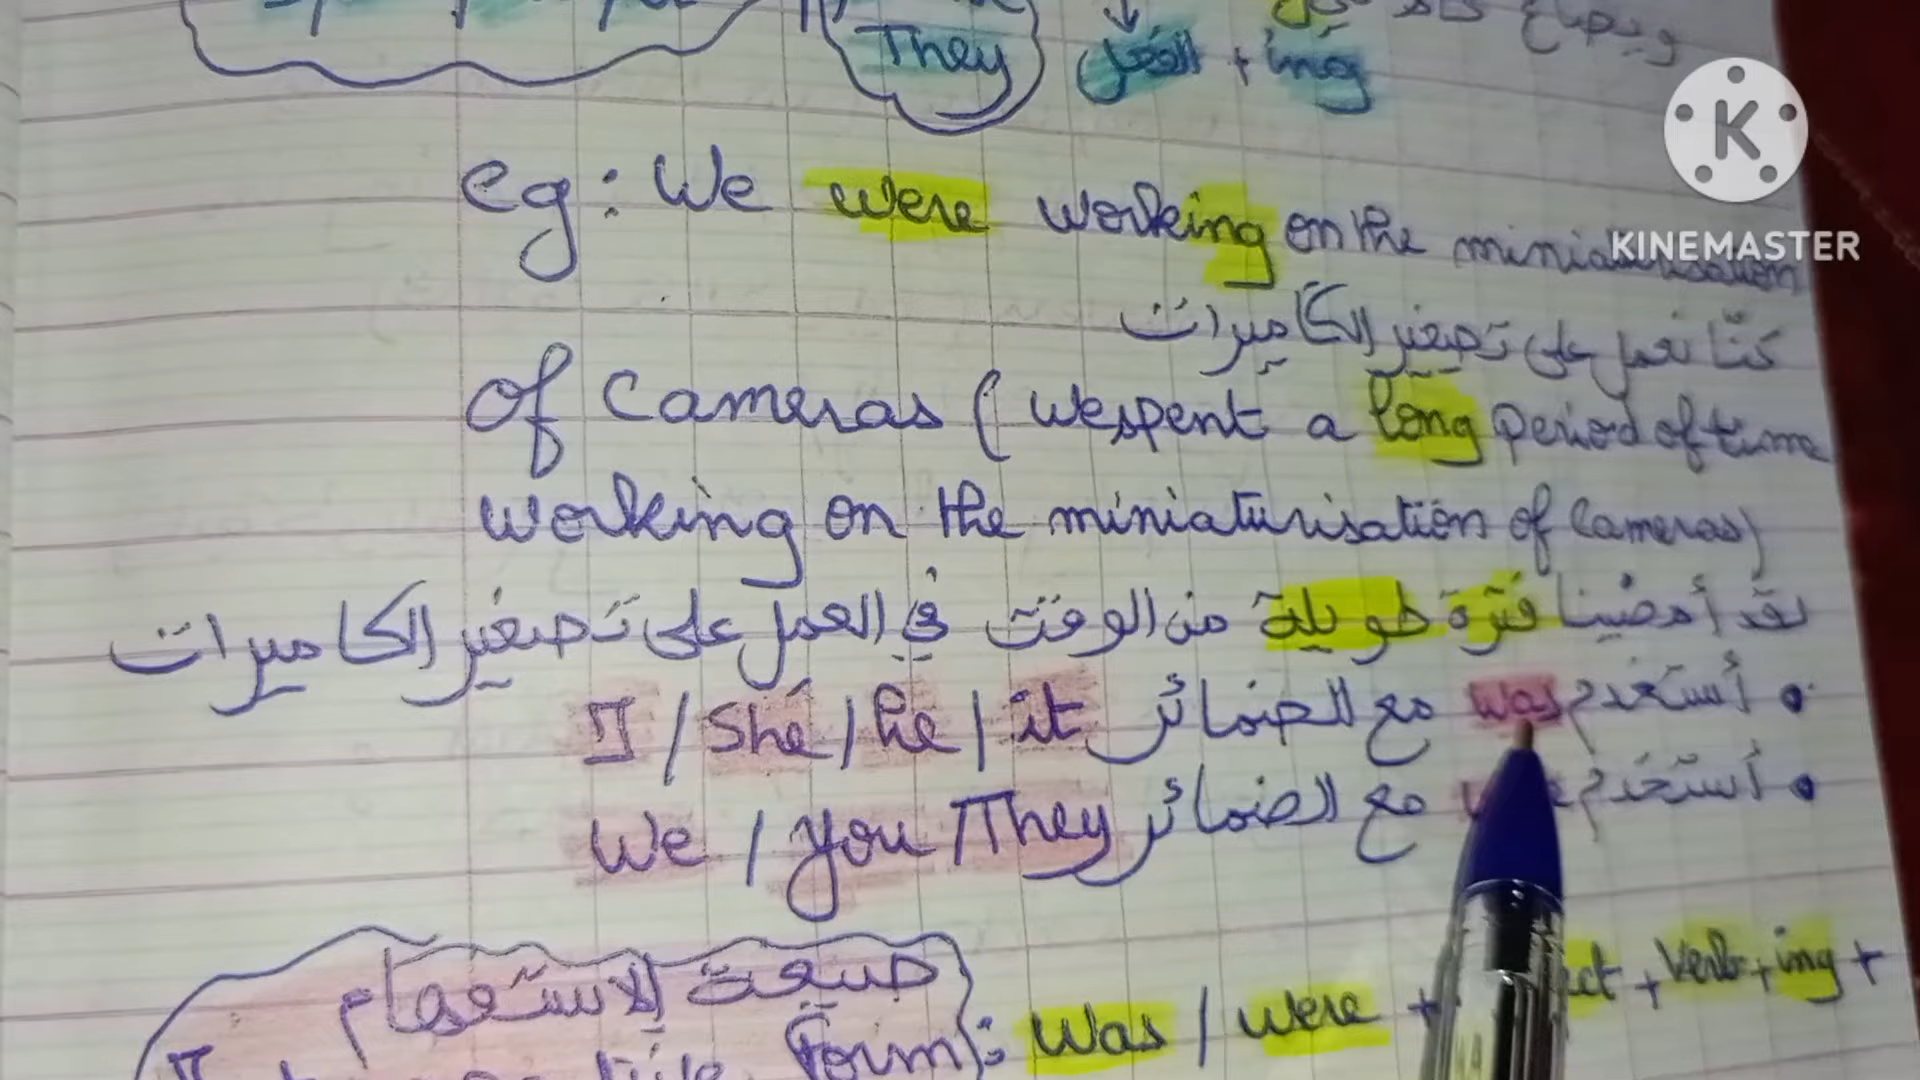 They
الفعل + ing
eg: We were working on the miniaturisation
كنّا نعمل على تصغير الكاميرات
of cameras (we spent a long period of time
working on the miniaturisation of cameras)
لقد أمضينا فترة طويلة من الوقت في العمل على تصغير الكاميرات
• أستخدم was مع الضمائر I / She / he / it
• أستخدم مع الضمائر We / you / They
صيغة الاستفهام
Form: Was / were + + verb + ing +
K
KINEMASTER